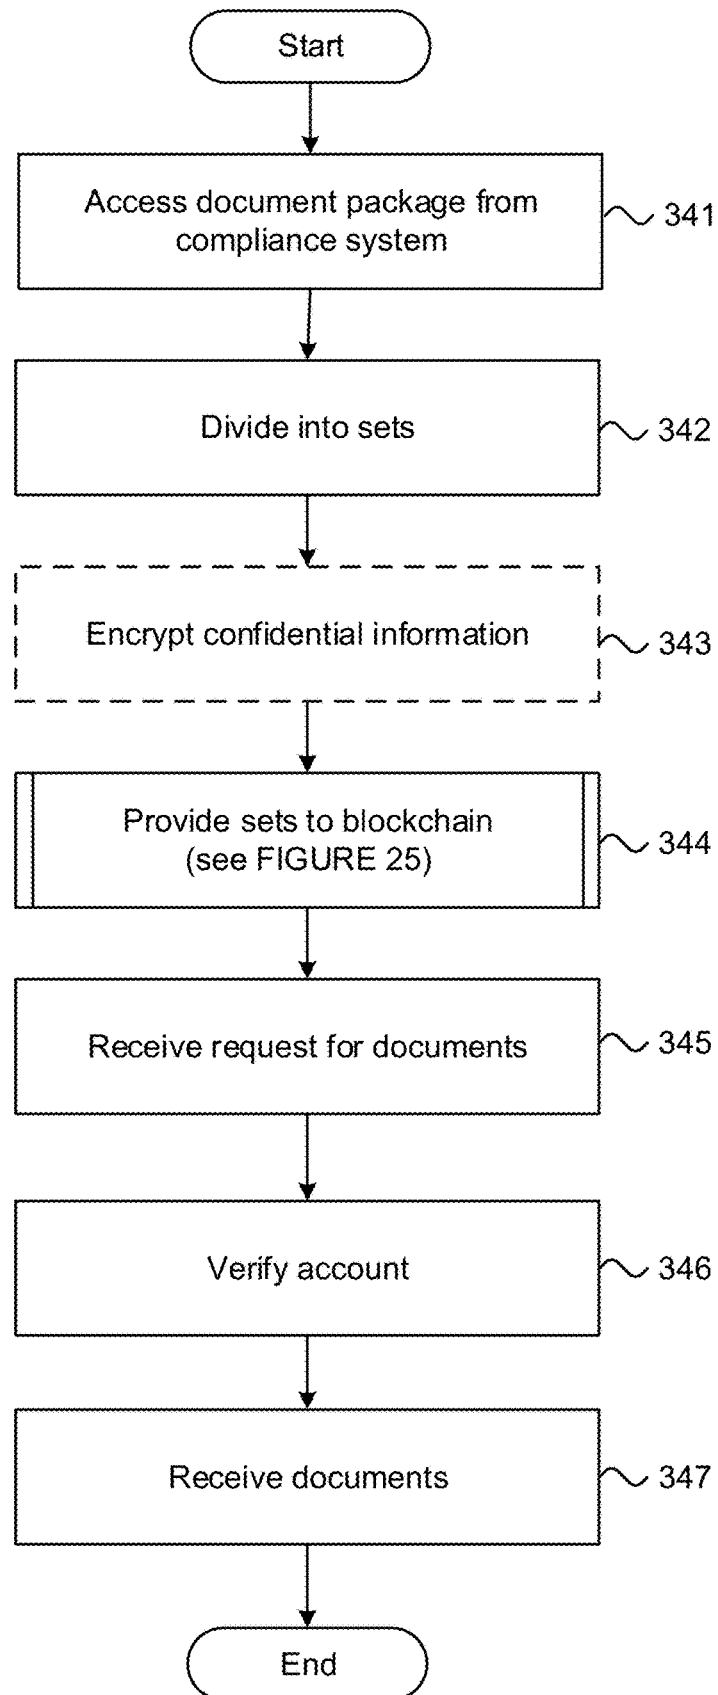 Start
Access document package from
compliance system
341
Divide into sets
342
Encrypt confidential information
343
Provide sets to blockchain
(see FIGURE 25)
344
Receive request for documents
345
Verify account
346
Receive documents
347
End